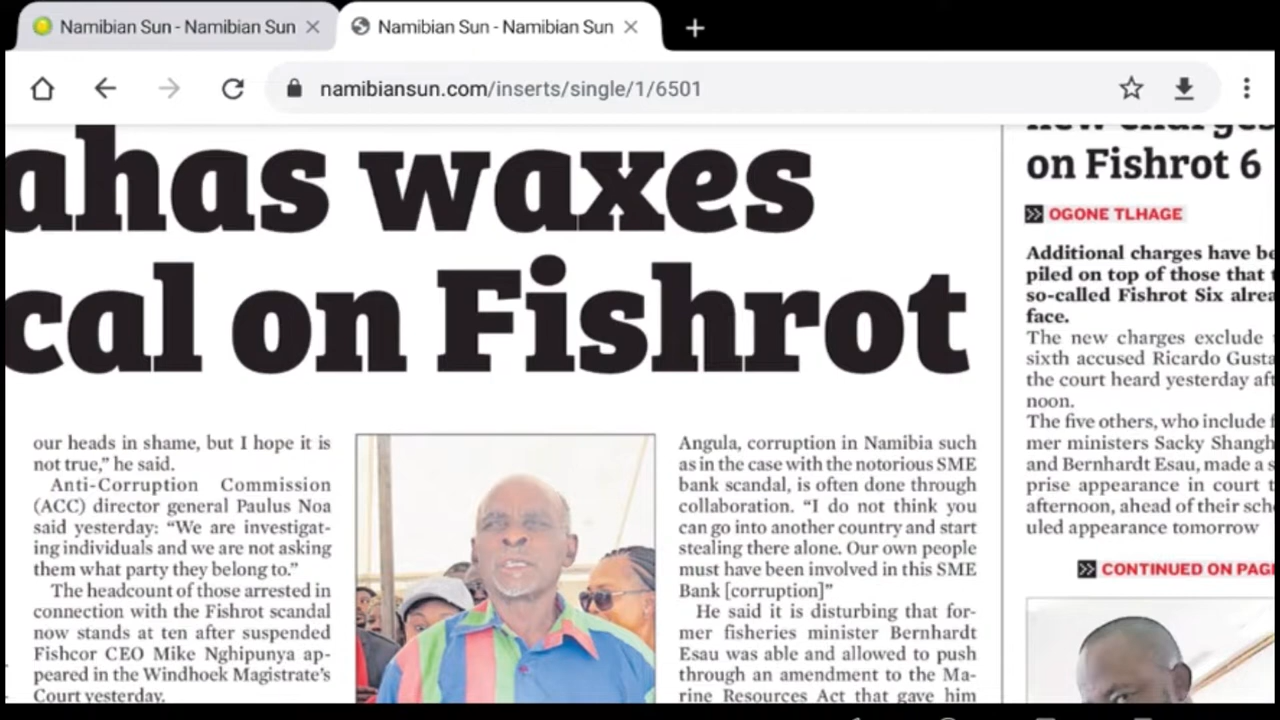 Namibian Sun - Namibian Sun
Namibian Sun - Namibian Sun
namibiansun.com/inserts/single/1/6501
ahas waxes
cal on Fishrot
our heads in shame, but I hope it is
not true,” he said.
Anti-Corruption Commission
(ACC) director general Paulus Noa
said yesterday: “We are investigat-
ing individuals and we are not asking
them what party they belong to.”
The headcount of those arrested in
connection with the Fishrot scandal
now stands at ten after suspended
Fishcor CEO Mike Nghipunya ap-
peared in the Windhoek Magistrate’s
Court yesterday.
Angula, corruption in Namibia such
as in the case with the notorious SME
bank scandal, is often done through
collaboration. “I do not think you
can go into another country and start
stealing there alone. Our own people
must have been involved in this SME
Bank [corruption]”
He said it is disturbing that for-
mer fisheries minister Bernhardt
Esau was able and allowed to push
through an amendment to the Ma-
rine Resources Act that gave him
new charges
on Fishrot 6
OGONE TLHAGE
Additional charges have be
piled on top of those that
so-called Fishrot Six alrea
face.
The new charges exclude
sixth accused Ricardo Gusta
the court heard yesterday aft
noon.
The five others, who include f
mer ministers Sacky Shangh
and Bernhardt Esau, made a s
prise appearance in court t
afternoon, ahead of their sch
uled appearance tomorrow
CONTINUED ON PAG